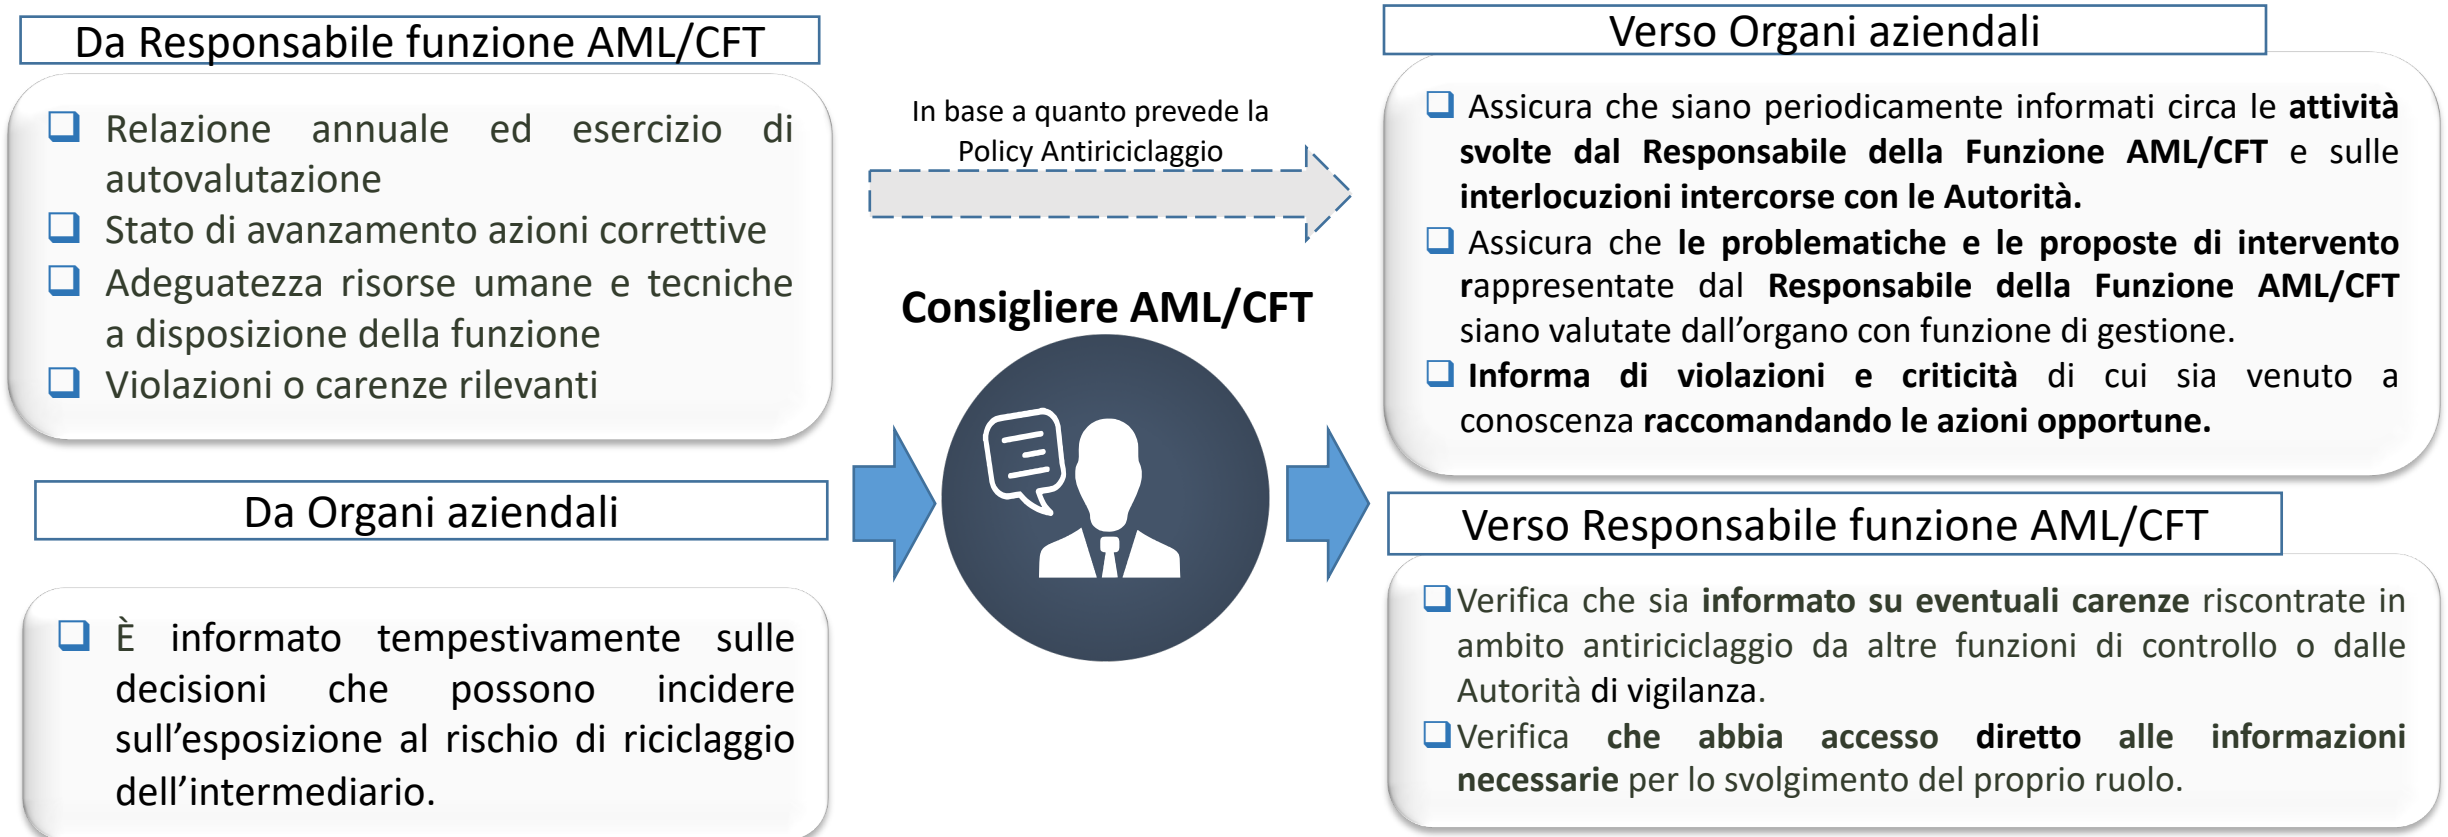 Da Responsabile funzione AML/CFT
Relazione annuale ed esercizio di
autovalutazione
Stato di avanzamento azioni correttive
Adeguatezza risorse umane e tecniche
a disposizione della funzione
Violazioni o carenze rilevanti
Da Organi aziendali
È informato tempestivamente sulle
decisioni che possono incidere
sull’esposizione al rischio di riciclaggio
dell’intermediario.
In base a quanto prevede la
Policy Antiriciclaggio
Consigliere AML/CFT
Verso Organi aziendali
Assicura che siano periodicamente informati circa le attività
svolte dal Responsabile della Funzione AML/CFT e sulle
interlocuzioni intercorse con le Autorità.
Assicura che le problematiche e le proposte di intervento
rappresentate dal Responsabile della Funzione AML/CFT
siano valutate dall’organo con funzione di gestione.
Informa di violazioni e criticità di cui sia venuto a
conoscenza raccomandando le azioni opportune.
Verso Responsabile funzione AML/CFT
Verifica che sia informato su eventuali carenze riscontrate in
ambito antiriciclaggio da altre funzioni di controllo o dalle
Autorità di vigilanza.
Verifica che abbia accesso diretto alle informazioni
necessarie per lo svolgimento del proprio ruolo.